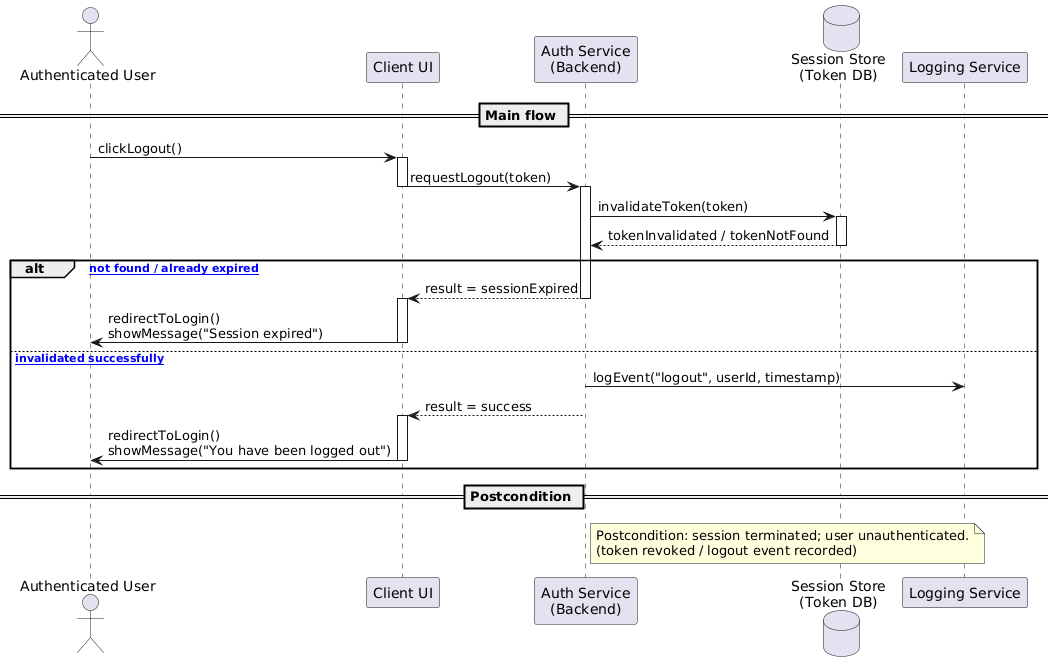 Authenticated User
Client UI
Auth Service
(Backend)
Session Store
(Token DB)
Logging Service
Main flow
clickLogout()
requestLogout(token)
invalidateToken(token)
tokenInvalidated / tokenNotFound
alt
not found / already expired
result = sessionExpired
redirectToLogin()
showMessage("Session expired")
invalidated successfully
logEvent("logout", userId, timestamp)
result = success
redirectToLogin()
showMessage("You have been logged out")
Postcondition
Postcondition: session terminated; user unauthenticated.
(token revoked / logout event recorded)
Authenticated User
Client UI
Auth Service
(Backend)
Session Store
(Token DB)
Logging Service